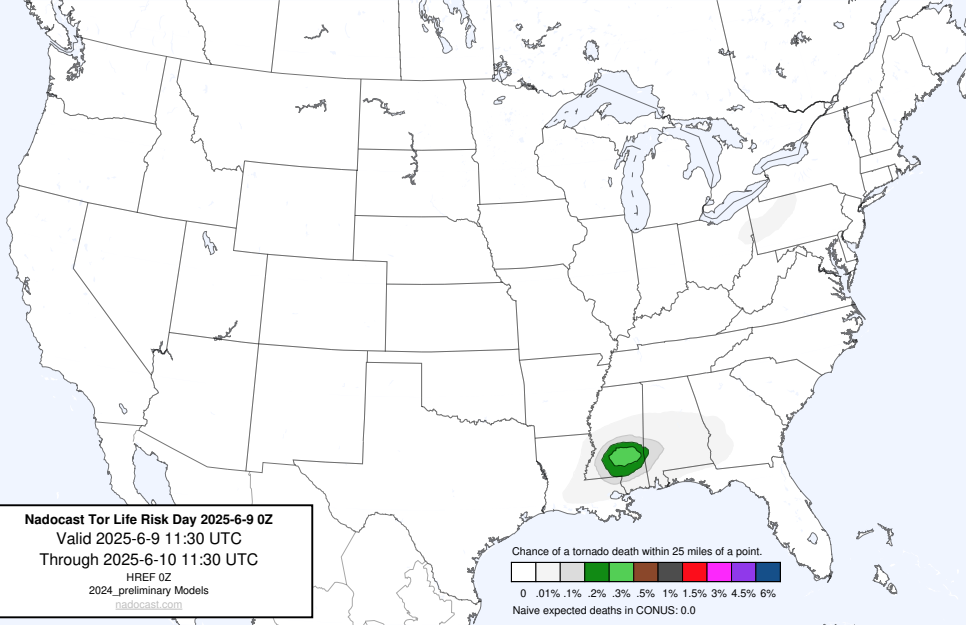 Nadocast Tor Life Risk Day 2025-6-9 0Z
Valid 2025-6-9 11:30 UTC
Through 2025-6-10 11:30 UTC
HREF 0Z
2024_preliminary Models
nadocast.com
Chance of a tornado death within 25 miles of a point.
0 .01% .1% .2% .3% .5% 1% 1.5% 3% 4.5% 6%
Naive expected deaths in CONUS: 0.0